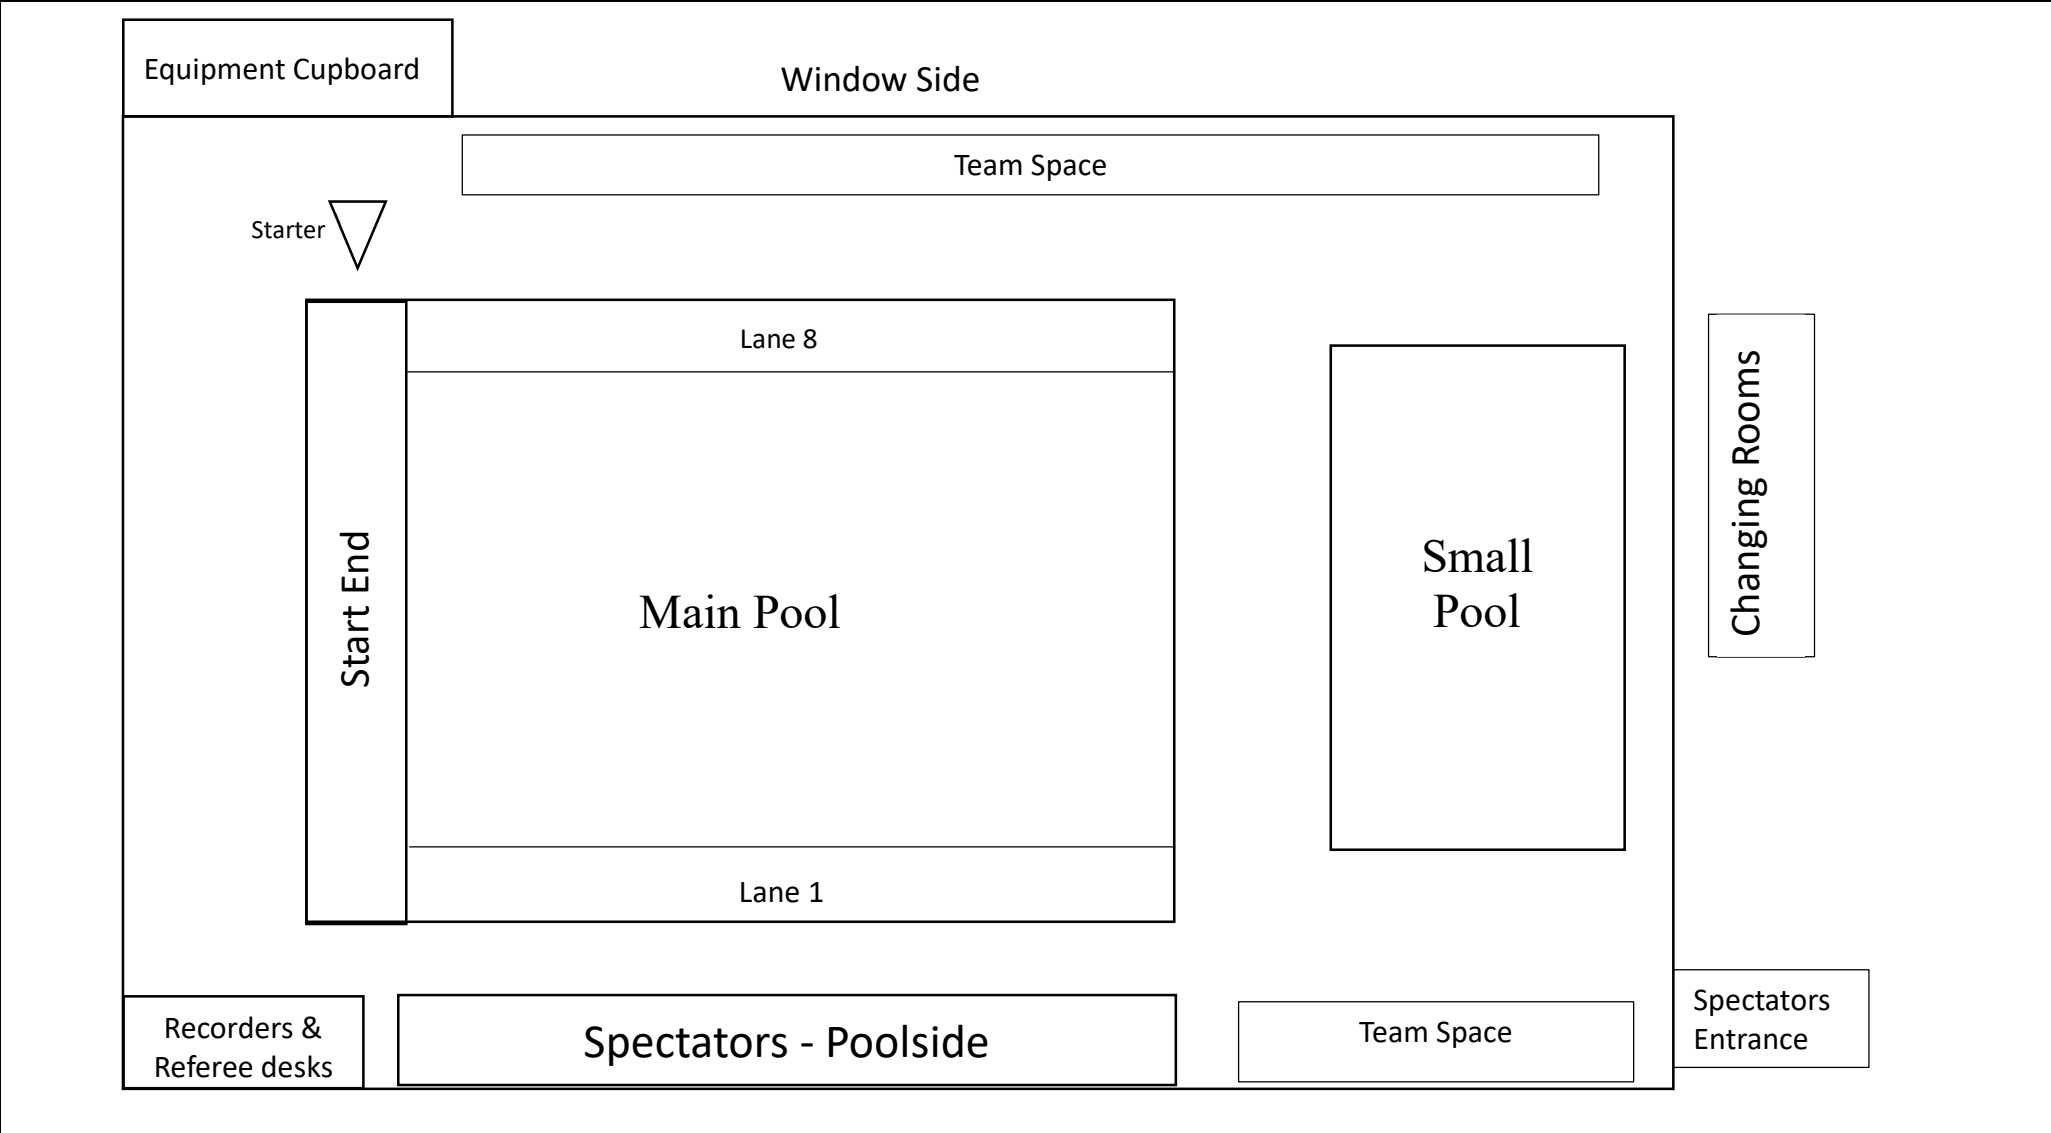 Equipment Cupboard
Window Side
Team Space
Starter
Lane 8
Start End
Main Pool
Small
Pool
Changing Rooms
Lane 1
Recorders &
Referee desks
Spectators - Poolside
Team Space
Spectators
Entrance